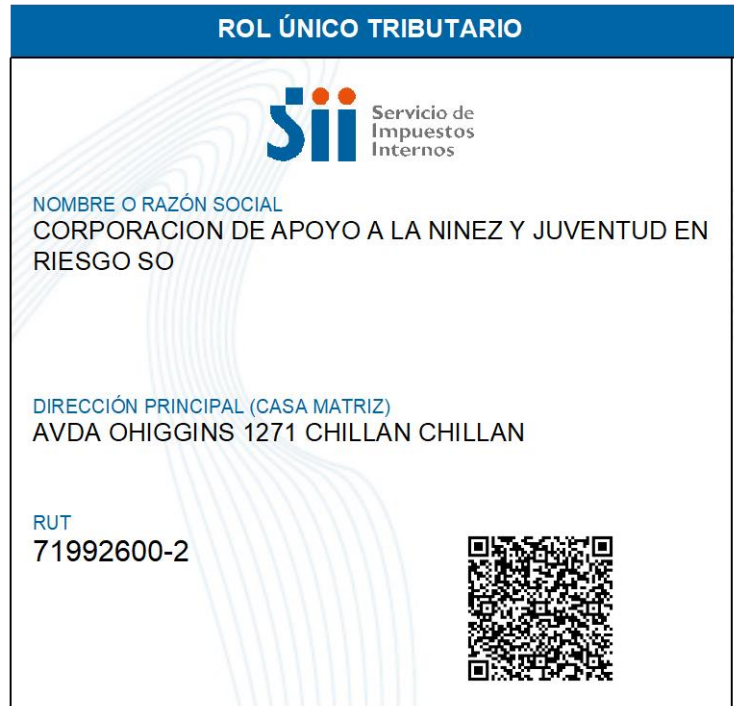 ROL ÚNICO TRIBUTARIO
Sii
Servicio de
Impuestos
Internos
NOMBRE O RAZÓN SOCIAL
CORPORACION DE APOYO A LA NINEZ Y JUVENTUD EN
RIESGO SO
DIRECCIÓN PRINCIPAL (CASA MATRIZ)
AVDA OHIGGINS 1271 CHILLAN CHILLAN
RUT
71992600-2